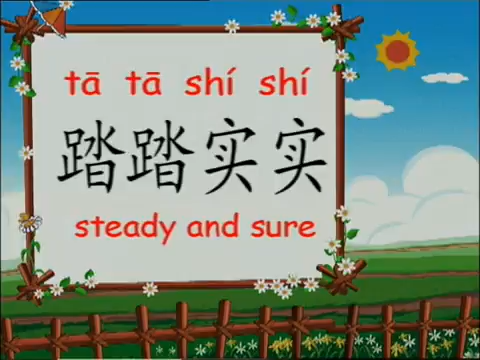 tā tā shí shí
踏踏实实
steady and sure